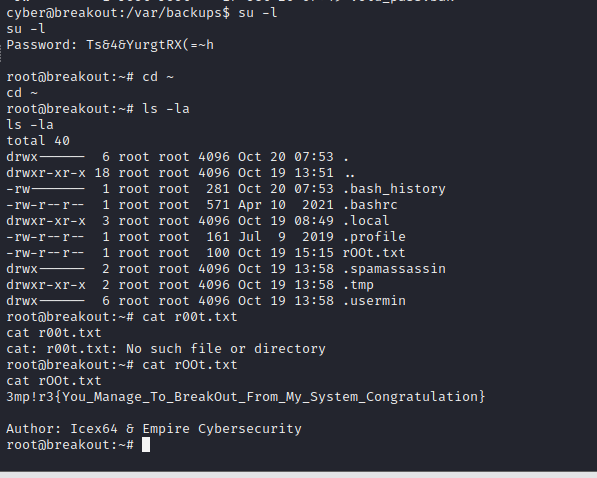 cyber@breakout:/var/backups$ su -l
su -l
Password: Ts&4&YurgtRX(=~h
root@breakout:~# cd ~
cd ~
root@breakout:~# ls -la
ls -la
total 40
drwx------  6 root root 4096 Oct 20 07:53 .
drwxr-xr-x 18 root root 4096 Oct 19 13:51 ..
-rw-------  1 root root  281 Oct 20 07:53 .bash_history
-rw-r--r--  1 root root  571 Apr 10  2021 .bashrc
drwxr-xr-x  3 root root 4096 Oct 19 08:49 .local
-rw-r--r--  1 root root  161 Jul  9  2019 .profile
-rw-r--r--  1 root root  100 Oct 19 15:15 rOOt.txt
drwx------  2 root root 4096 Oct 19 13:58 .spamassassin
drwxr-xr-x  2 root root 4096 Oct 19 13:58 .tmp
drwx------  6 root root 4096 Oct 19 13:58 .usermin
root@breakout:~# cat r00t.txt
cat r00t.txt
cat: r00t.txt: No such file or directory
root@breakout:~# cat rOOt.txt
cat rOOt.txt
3mp!r3{You_Manage_To_BreakOut_From_My_System_Congratulation}
Author: Icex64 & Empire Cybersecurity
root@breakout:~#